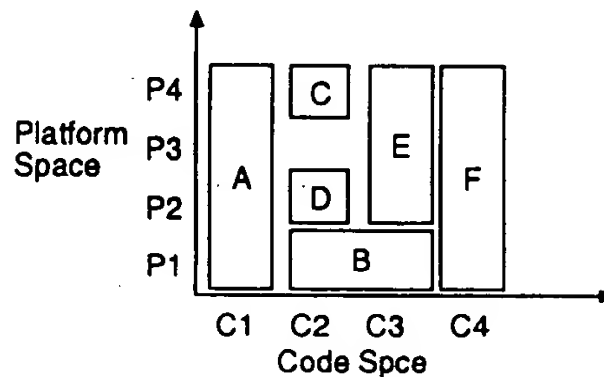 P4
Platform
Space
P3
P2
P1
A
C
D
E
F
B
C1 C2 C3 C4
Code Spce